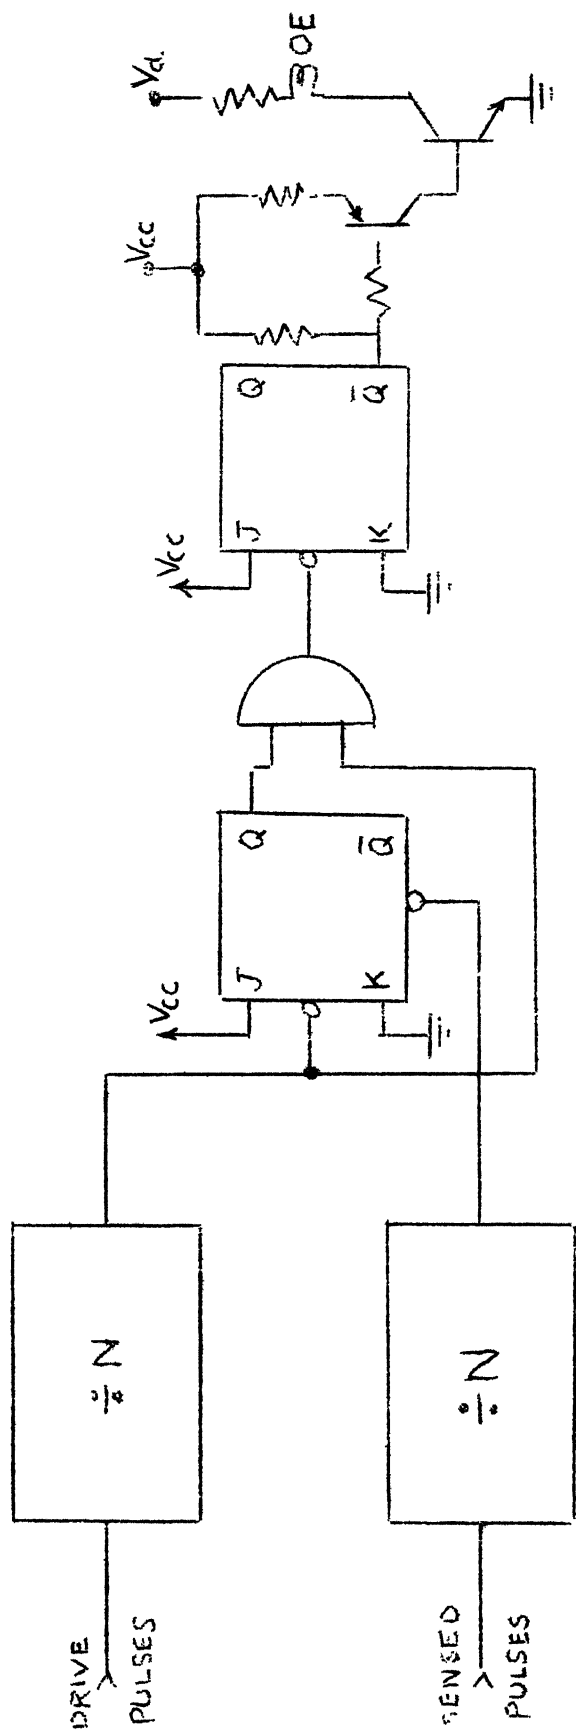 DRIVE
PULSES
÷ N
SENSED
PULSES
÷ N
VCC
J
Q
K
Q̅
VCC
J
Q
K
Q̅
VCC
Vd.
30E